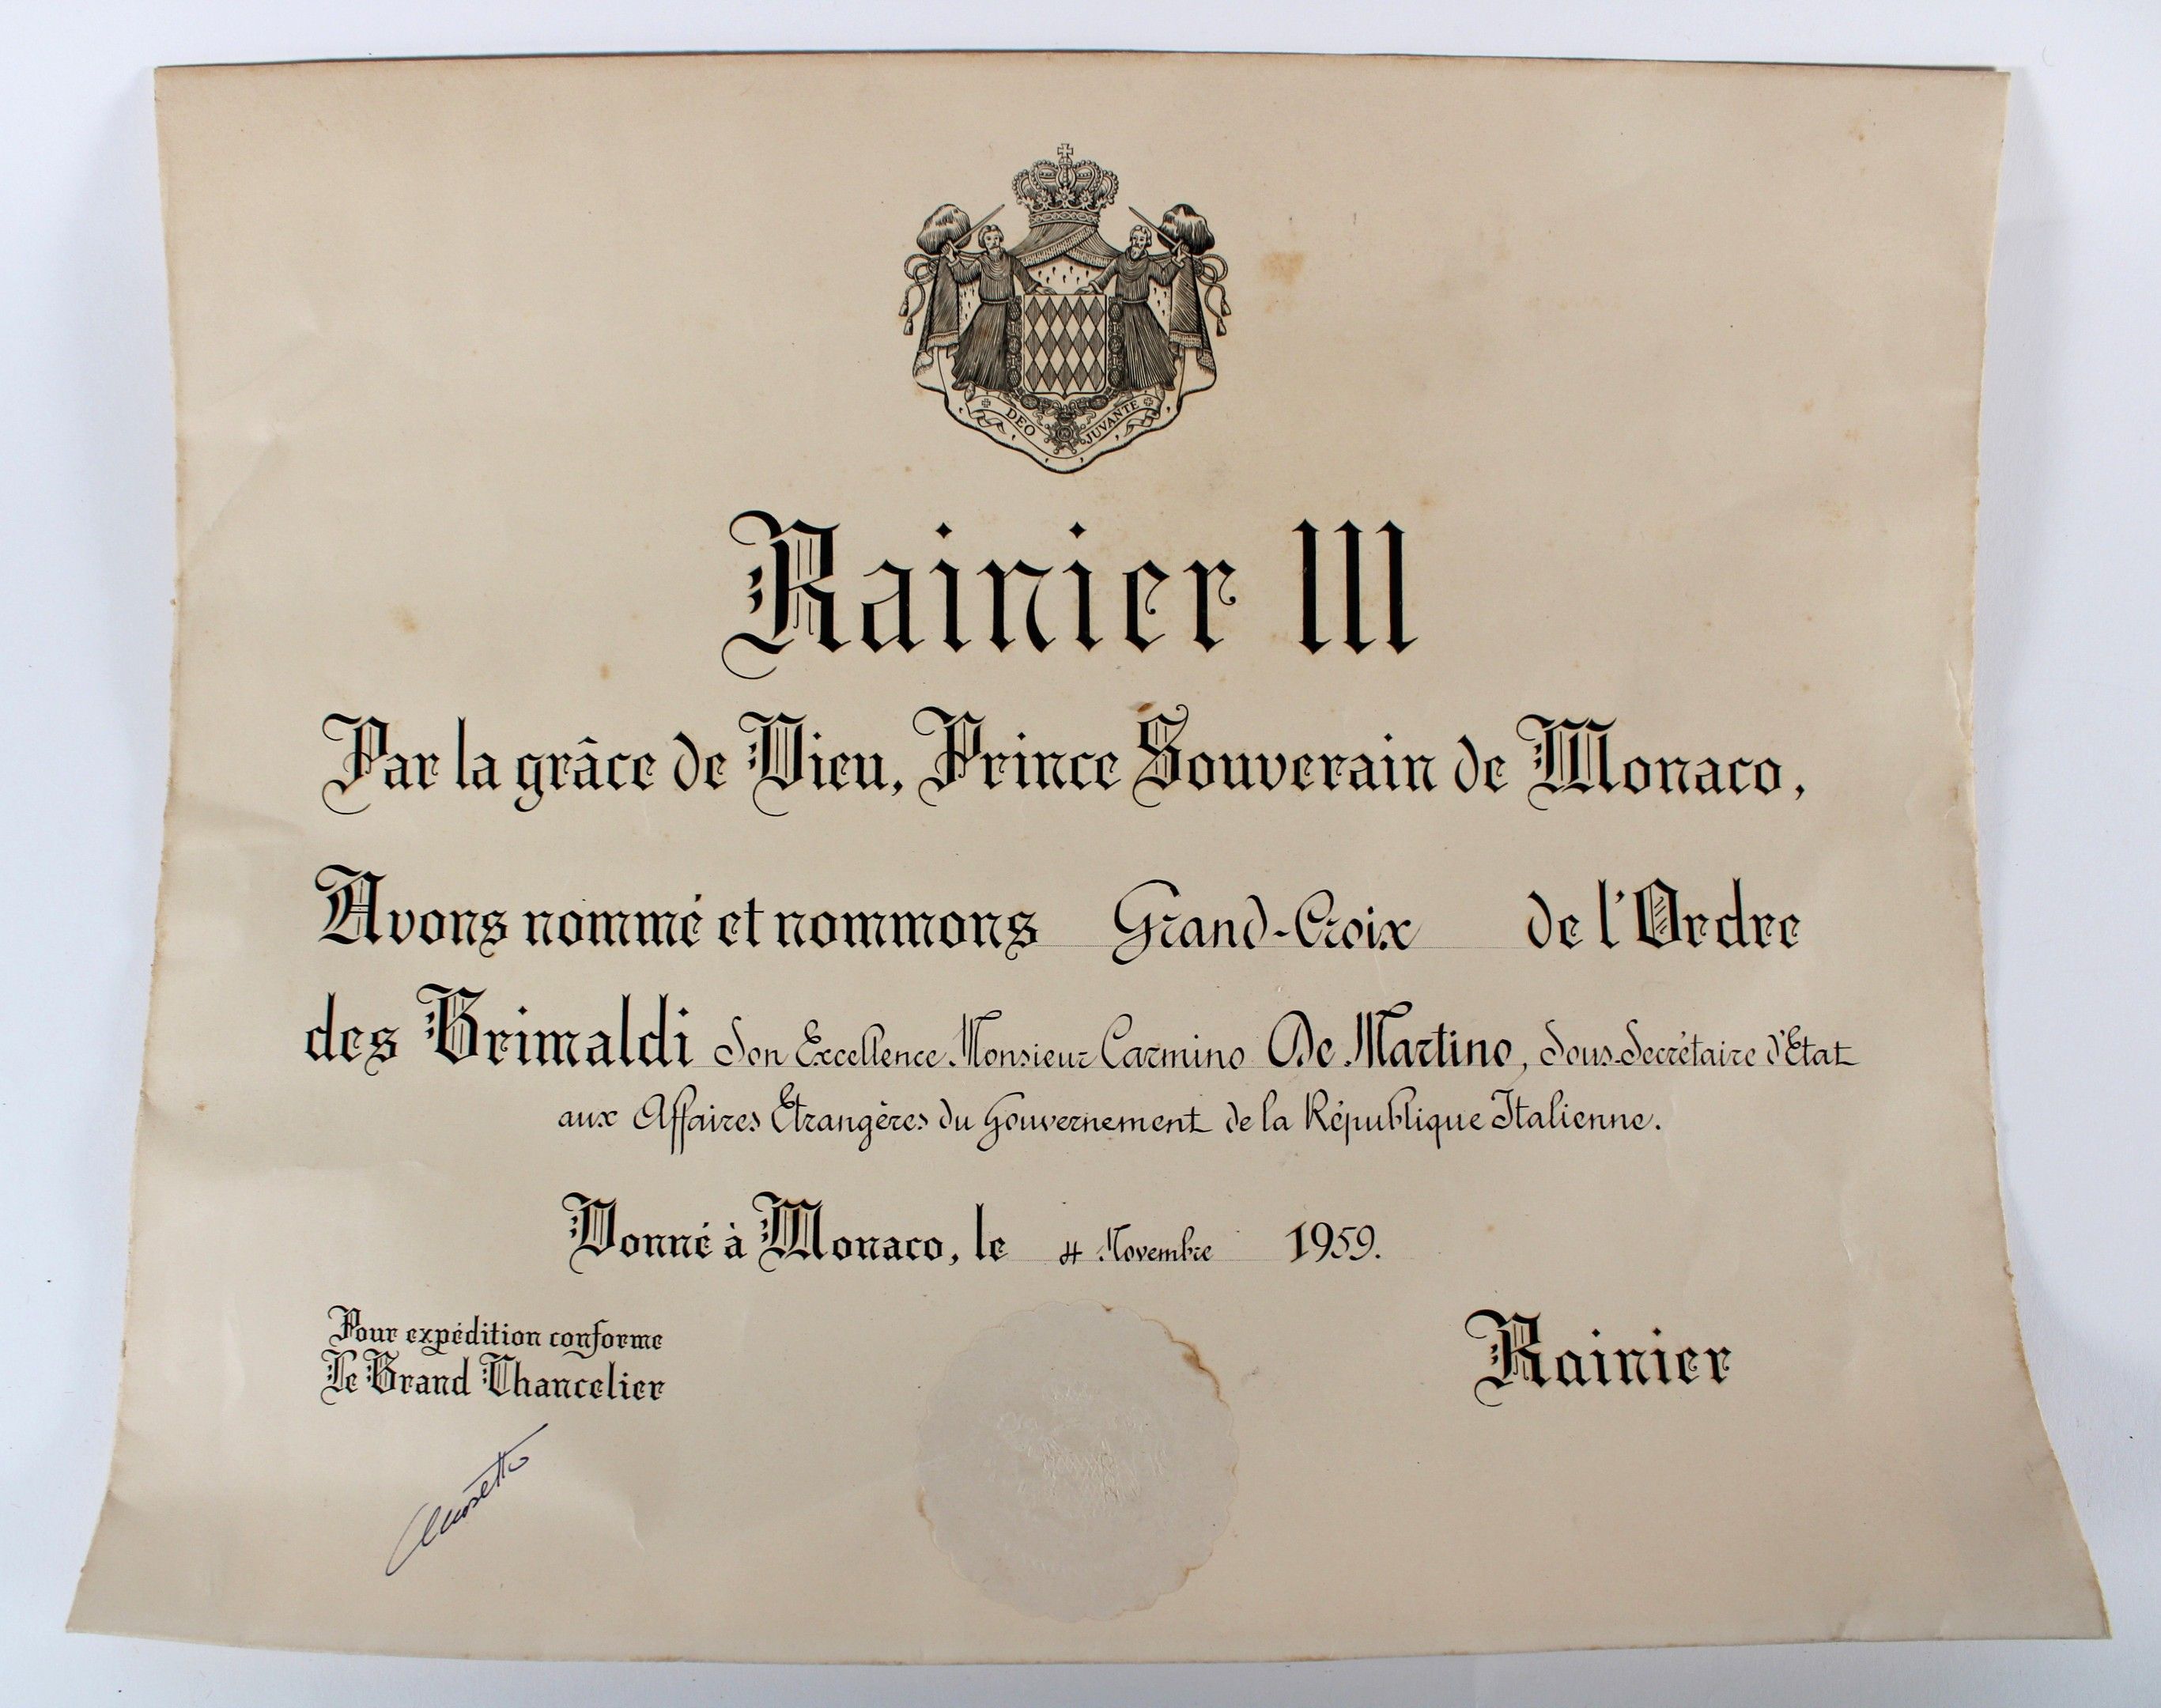 DEO JUVANTE
Rainier III
Par la grâce de Dieu, Prince Souverain de Monaco,
Avons nommé et nommons Grand-Croix de l'Ordre
des Grimaldi Son Excellence Monsieur Carmino De Martino, Sous-Secrétaire d'Etat
aux Affaires Etrangères du Gouvernement de la République Italienne.
Donné à Monaco, le 4 Novembre 1959.
Pour expédition conforme
Le Grand Chancelier
Rainier